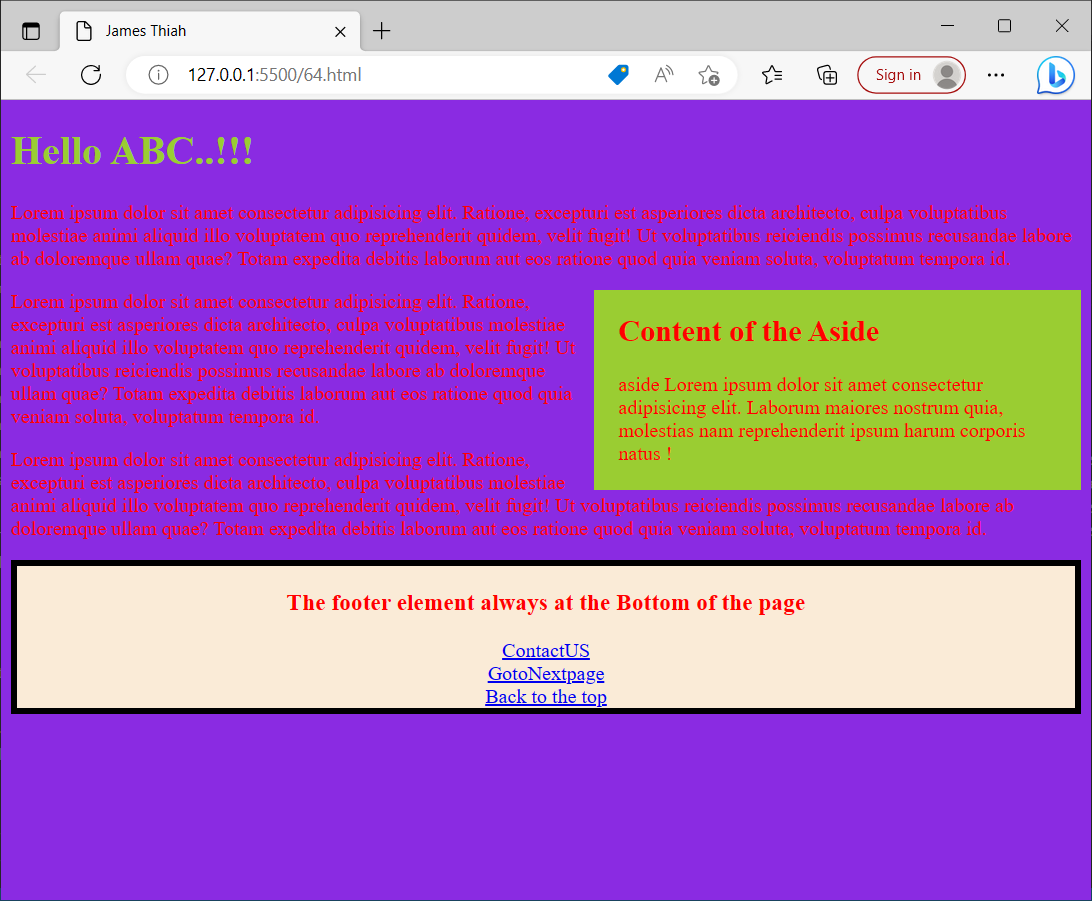 James Thiah
127.0.0.1:5500/64.html
Sign in
Hello ABC..!!!
Lorem ipsum dolor sit amet consectetur adipisicing elit. Ratione, excepturi est asperiores dicta architecto, culpa voluptatibus
molestiae animi aliquid illo voluptatem quo reprehenderit quidem, velit fugit! Ut voluptatibus reiciendis possimus recusandae labore
ab doloremque ullam quae? Totam expedita debitis laborum aut eos ratione quod quia veniam soluta, voluptatum tempora id.
Lorem ipsum dolor sit amet consectetur adipisicing elit. Ratione,
excepturi est asperiores dicta architecto, culpa voluptatibus molestiae
animi aliquid illo voluptatem quo reprehenderit quidem, velit fugit! Ut
voluptatibus reiciendis possimus recusandae labore ab doloremque
ullam quae? Totam expedita debitis laborum aut eos ratione quod quia
veniam soluta, voluptatum tempora id.
Content of the Aside
aside Lorem ipsum dolor sit amet consectetur
adipisicing elit. Laborum maiores nostrum quia,
molestias nam reprehenderit ipsum harum corporis
natus !
Lorem ipsum dolor sit amet consectetur adipisicing elit. Ratione,
excepturi est asperiores dicta architecto, culpa voluptatibus molestiae
animi aliquid illo voluptatem quo reprehenderit quidem, velit fugit! Ut voluptatibus reiciendis possimus recusandae labore ab
doloremque ullam quae? Totam expedita debitis laborum aut eos ratione quod quia veniam soluta, voluptatum tempora id.
The footer element always at the Bottom of the page
ContactUS
GotoNextpage
Back to the top